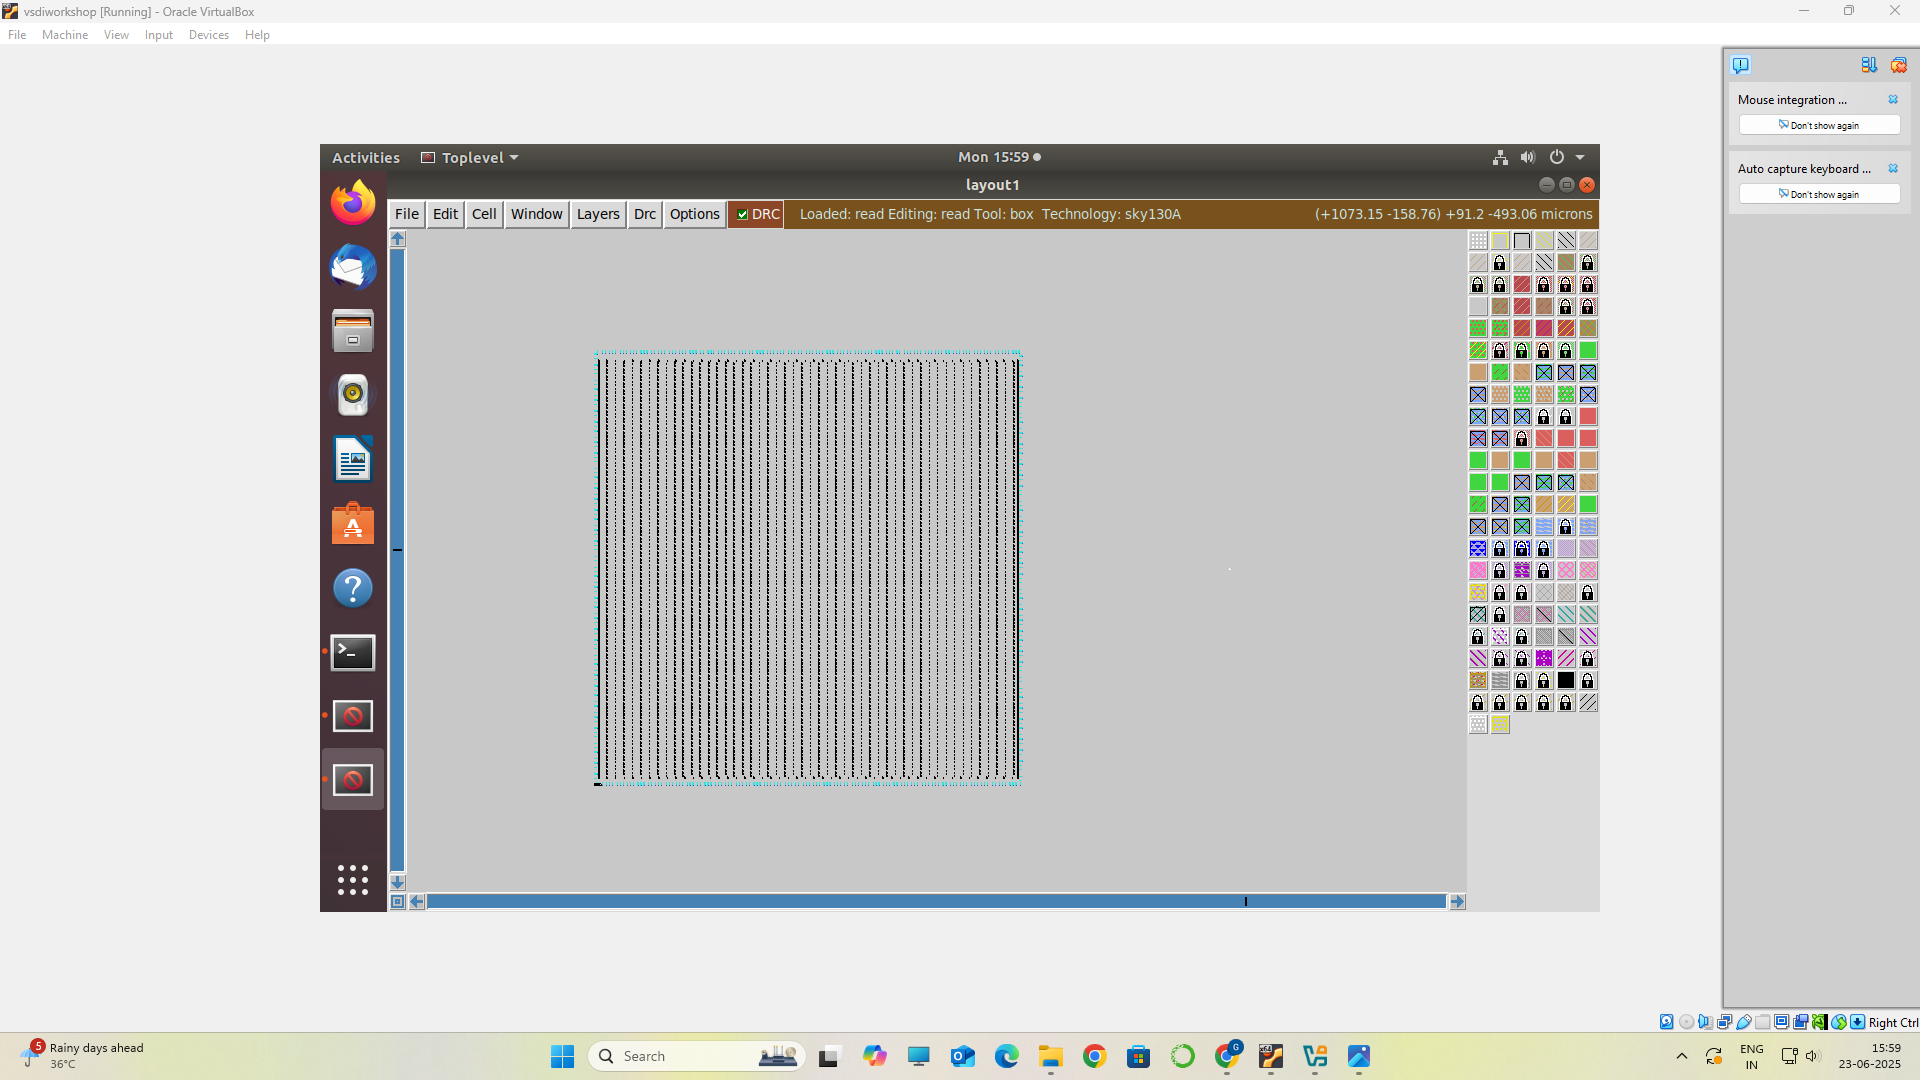 vsdiworkshop [Running] - Oracle VirtualBox
File Machine View Input Devices Help
Mouse integration ...
Don't show again
Auto capture keyboard ...
Don't show again
Activities Toplevel Mon 15:59
layout1
File Edit Cell Window Layers Drc Options DRC Loaded: read Editing: read Tool: box Technology: sky130A (+1073.15 -158.76) +91.2 -493.06 microns
Right Ctrl
5 Rainy days ahead
36°C
Search
G
x64
ENG
IN
15:59
23-06-2025